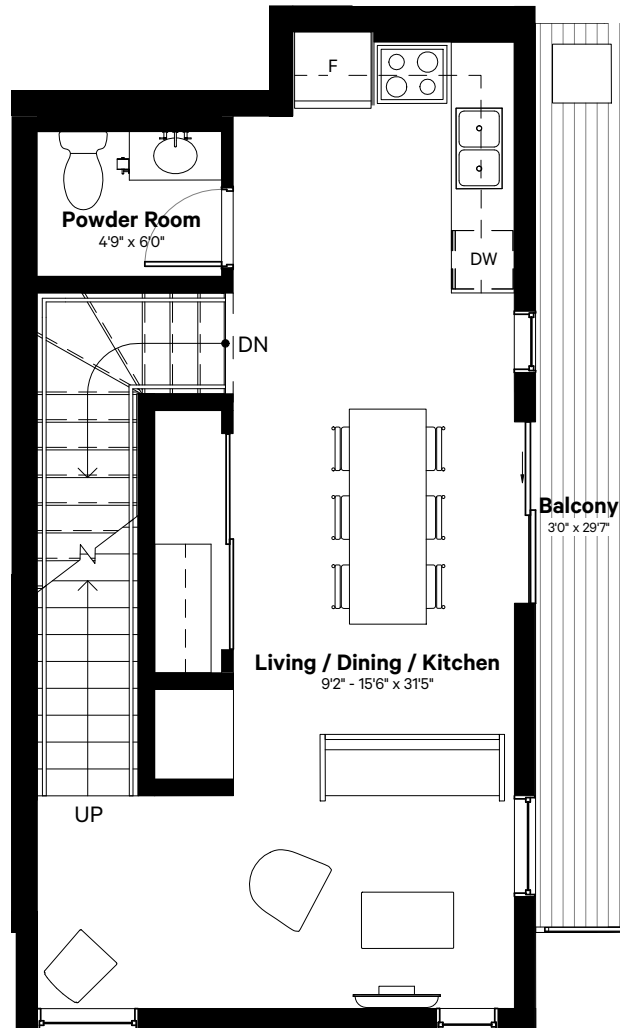 F
Powder Room
4'9" x 6'0"
DW
DN
Balcony
3'0" x 29'7"
Living / Dining / Kitchen
9'2" - 15'6" x 31'5"
N
UP